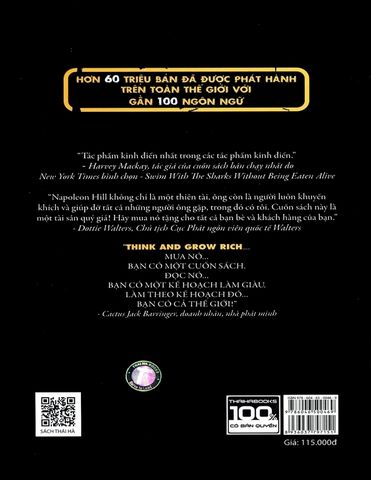 HƠN 60 TRIỆU BẢN ĐÃ ĐƯỢC PHÁT HÀNH
TRÊN TOÀN THẾ GIỚI VỚI
GẦN 100 NGÔN NGỮ
"Tác phẩm kinh điển nhất trong các tác phẩm kinh điển."
- Harvey Mackay, tác giả của cuốn sách bán chạy nhất do
New York Times bình chọn - Swim With The Sharks Without Being Eaten Alive
"Napoleon Hill không chỉ là một thiên tài, ông còn là người luôn khuyến
khích và giúp đỡ tất cả những người ông gặp, trong đó có tôi. Cuốn sách này là
một tài sản quý giá! Hãy mua nó tặng cho tất cả bạn bè và khách hàng của bạn."
- Dottie Walters, Chủ tịch Cục Phát ngôn viên quốc tế Walters
"THINK AND GROW RICH...
MUA NÓ...
BẠN CÓ MỘT CUỐN SÁCH.
ĐỌC NÓ...
BẠN CÓ MỘT KẾ HOẠCH LÀM GIÀU.
LÀM THEO KẾ HOẠCH ĐÓ...
BẠN CÓ CẢ THẾ GIỚI!"
- Cactus Jack Barringer, doanh nhân, nhà phát minh
SÁCH THÁI HÀ
THAIHABOOKS
100%
CÓ BẢN QUYỀN
Giá: 115.000đ